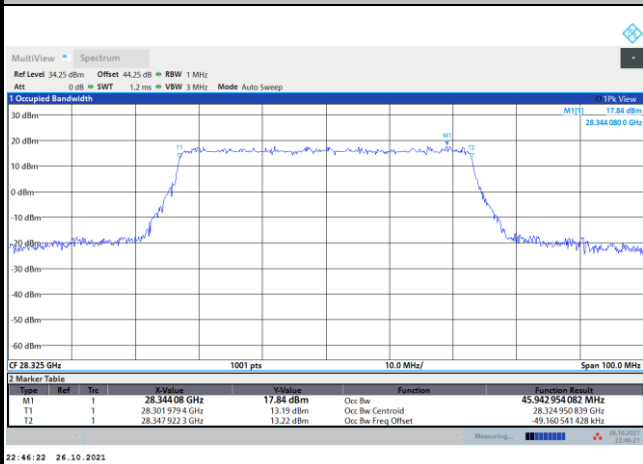 MultiView Spectrum
Ref Level 34.25 dBm Offset 44.25 dB RBW 1 MHz
Att 0 dB SWT 1.2 ms VBW 3 MHz Mode Auto Sweep
1 Occupied Bandwidth 1Pk View
M1[1] 17.84 dBm
28.344 080 0 GHz
30 dBm
M1
20 dBm
T1 T2
10 dBm
0 dBm
-10 dBm
-20 dBm
-30 dBm
-40 dBm
-50 dBm
-60 dBm
CF 28.325 GHz 1001 pts 10.0 MHz/ Span 100.0 MHz
2 Marker Table
Type Ref Trc X-Value Y-Value Function Function Result
M1 1 28.344 08 GHz 17.84 dBm Occ Bw 45.942 954 082 MHz
T1 1 28.301 979 4 GHz 13.19 dBm Occ Bw Centroid 28.324 950 839 GHz
T2 1 28.347 922 3 GHz 13.22 dBm Occ Bw Freq Offset -49.160 541 428 kHz
Measuring...
22:46:22 26.10.2021